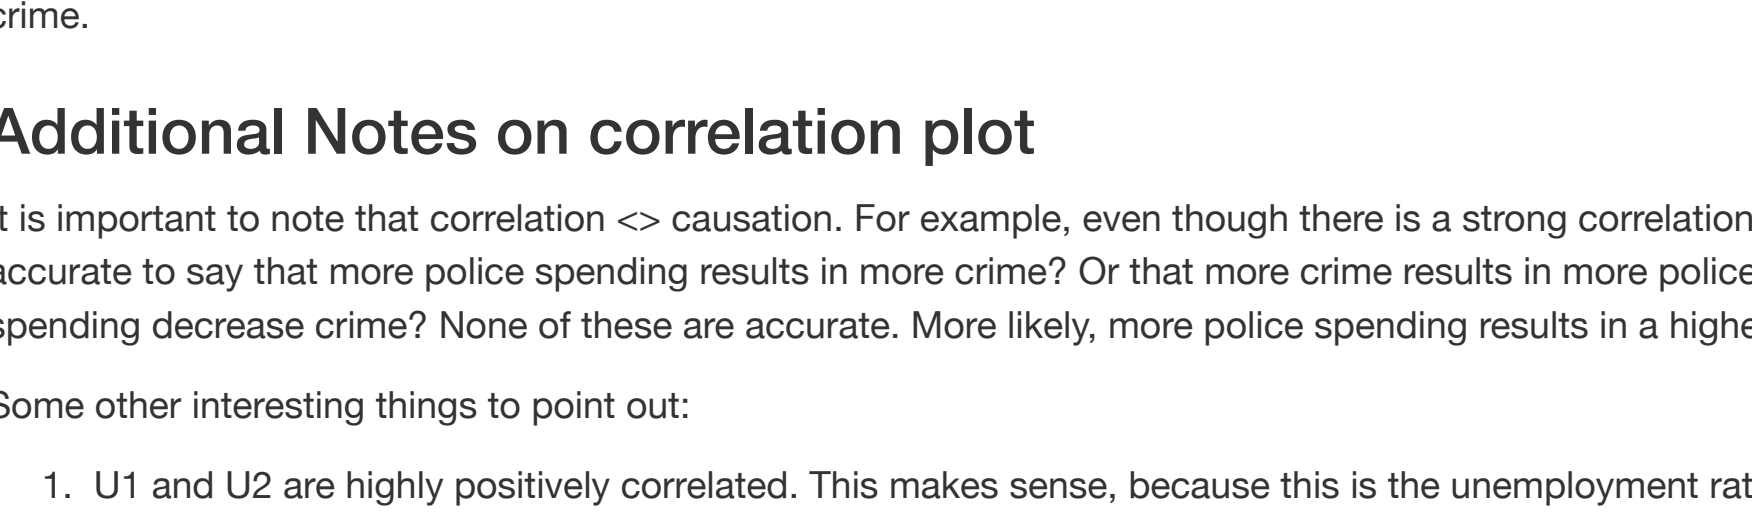 crime.
Additional Notes on correlation plot
It is important to note that correlation <> causation. For example, even though there is a strong correlation
accurate to say that more police spending results in more crime? Or that more crime results in more police
spending decrease crime? None of these are accurate. More likely, more police spending results in a highe
Some other interesting things to point out:
1. U1 and U2 are highly positively correlated. This makes sense, because this is the unemployment rat